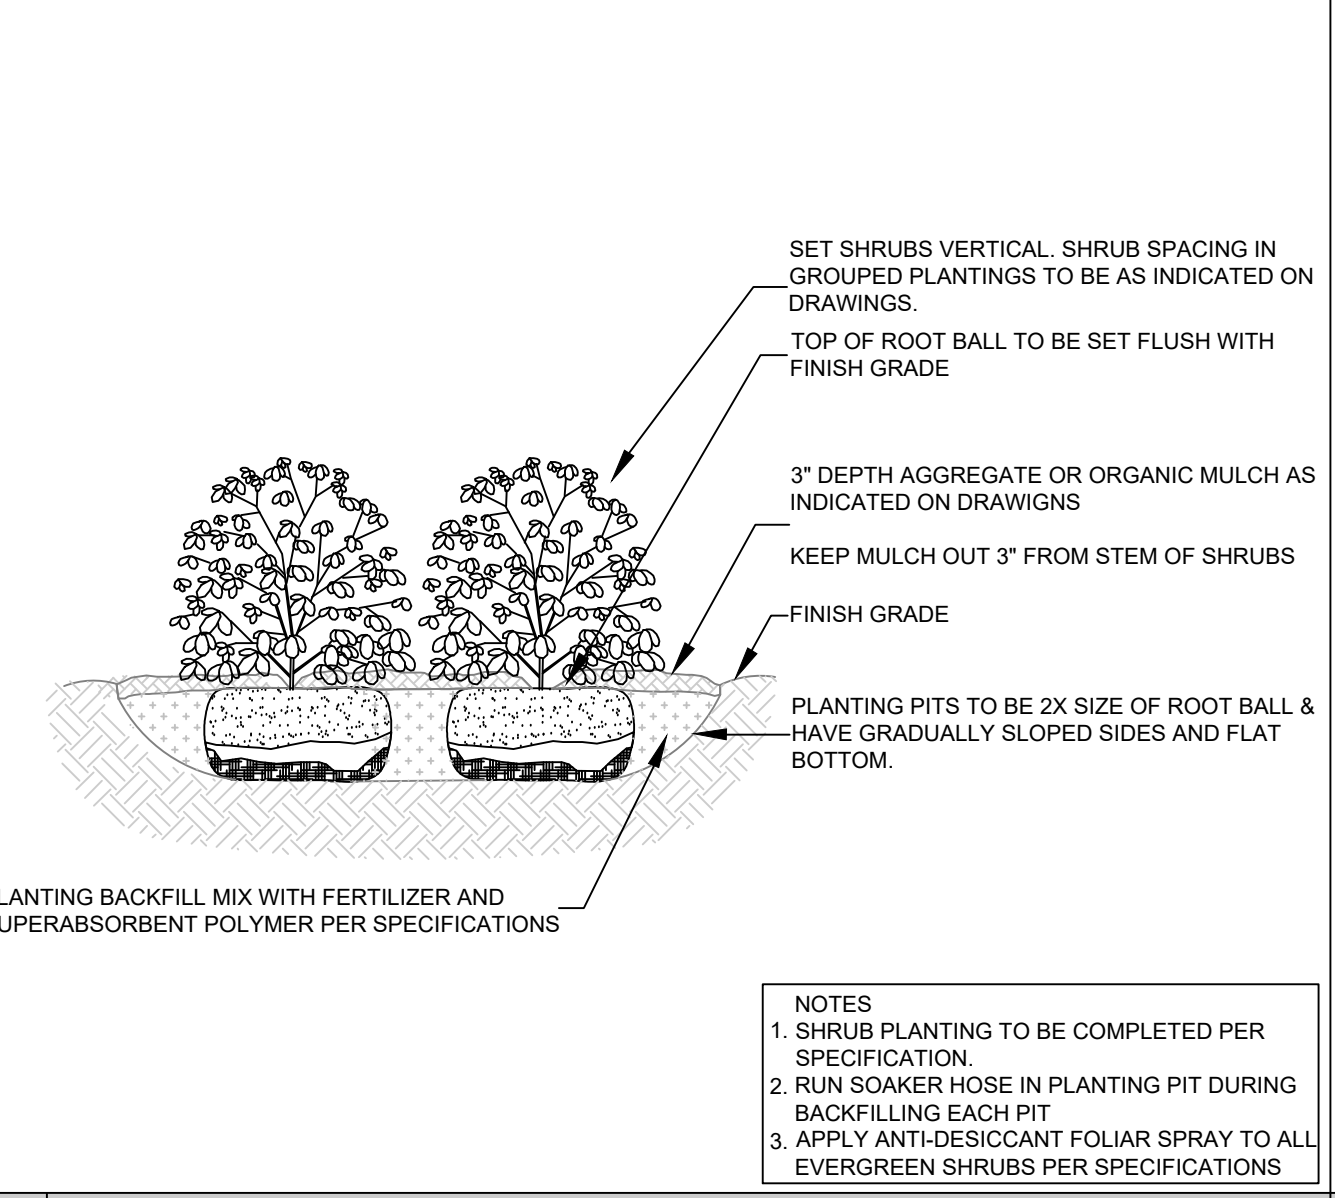 SET SHRUBS VERTICAL. SHRUB SPACING IN
GROUPED PLANTINGS TO BE AS INDICATED ON
DRAWINGS.
TOP OF ROOT BALL TO BE SET FLUSH WITH
FINISH GRADE
3" DEPTH AGGREGATE OR ORGANIC MULCH AS
INDICATED ON DRAWIGNS
KEEP MULCH OUT 3" FROM STEM OF SHRUBS
FINISH GRADE
PLANTING PITS TO BE 2X SIZE OF ROOT BALL &
HAVE GRADUALLY SLOPED SIDES AND FLAT
BOTTOM.
LANTING BACKFILL MIX WITH FERTILIZER AND
UPERABSORBENT POLYMER PER SPECIFICATIONS
NOTES
1. SHRUB PLANTING TO BE COMPLETED PER
SPECIFICATION.
2. RUN SOAKER HOSE IN PLANTING PIT DURING
BACKFILLING EACH PIT
3. APPLY ANTI-DESICCANT FOLIAR SPRAY TO ALL
EVERGREEN SHRUBS PER SPECIFICATIONS